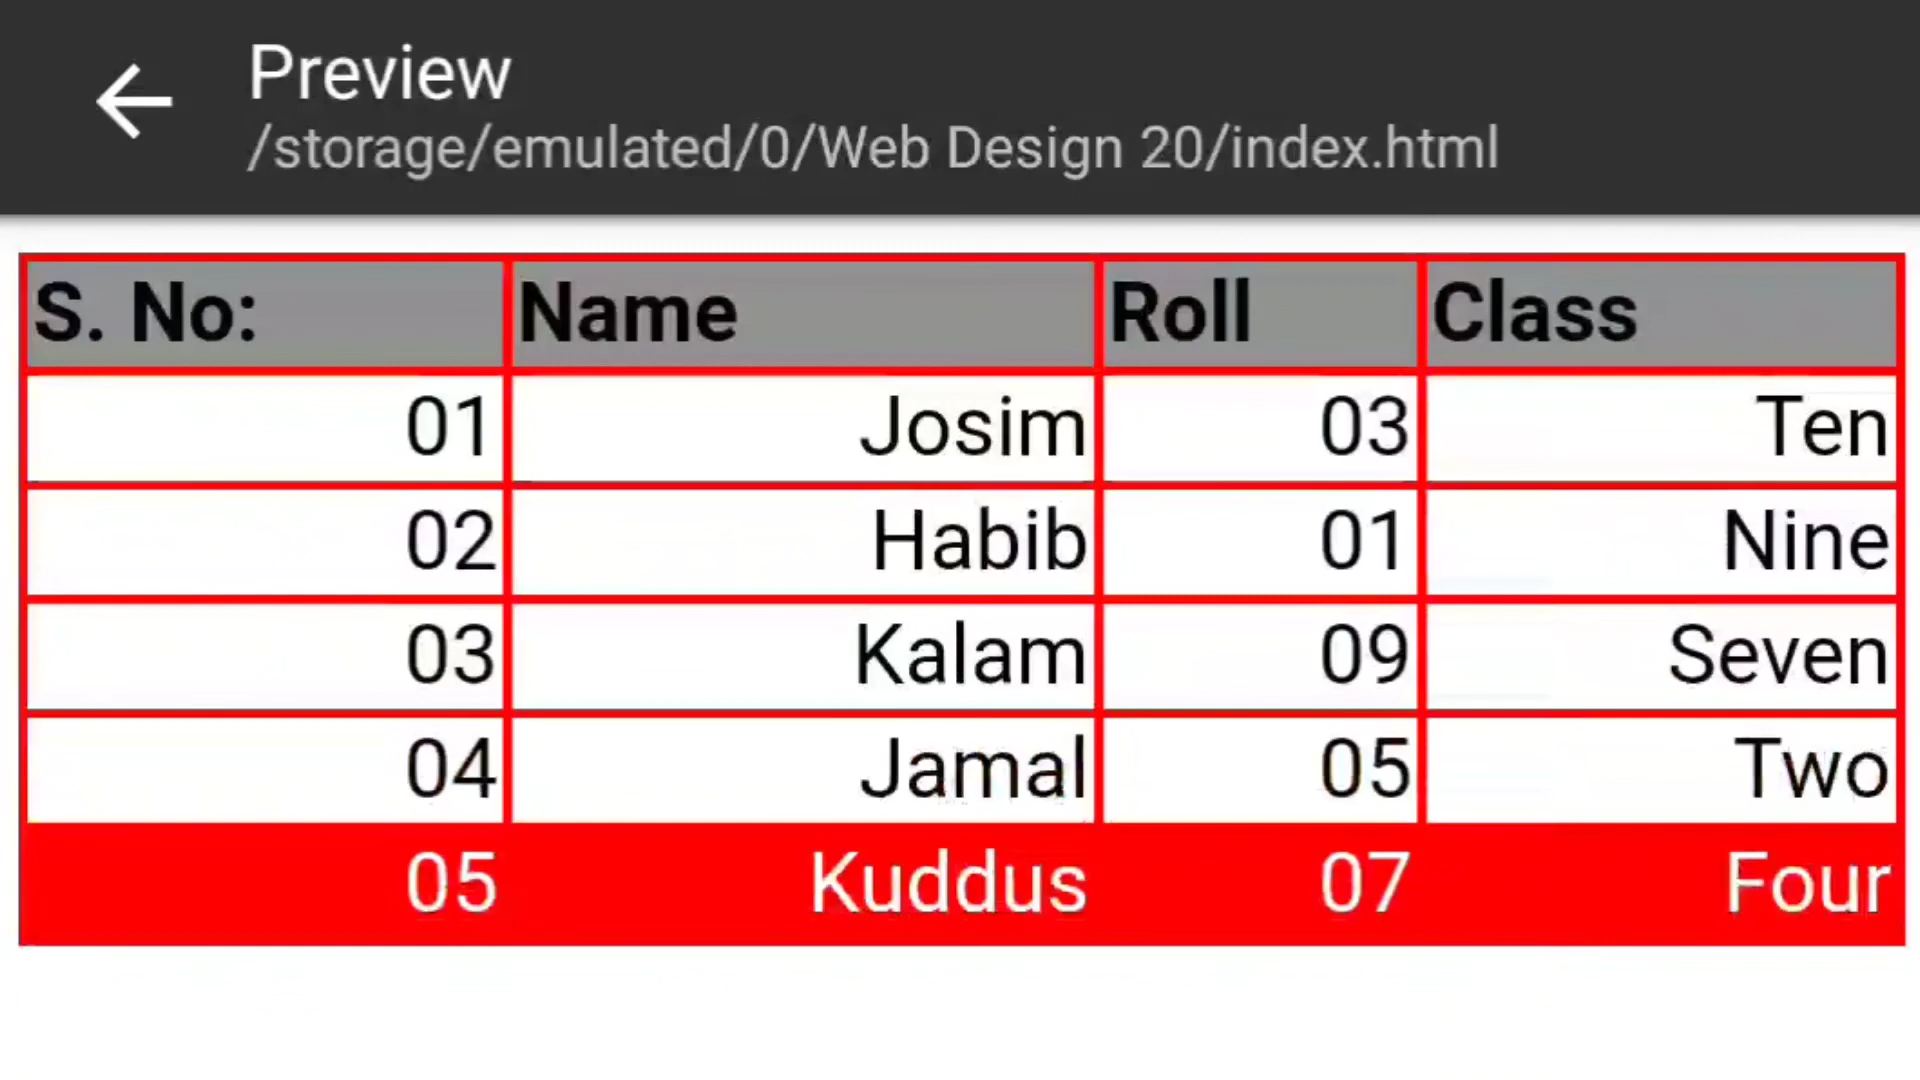 Preview
/storage/emulated/0/Web Design 20/index.html
S. No: Name Roll Class
01 Josim 03 Ten
02 Habib 01 Nine
03 Kalam 09 Seven
04 Jamal 05 Two
05 Kuddus 07 Four